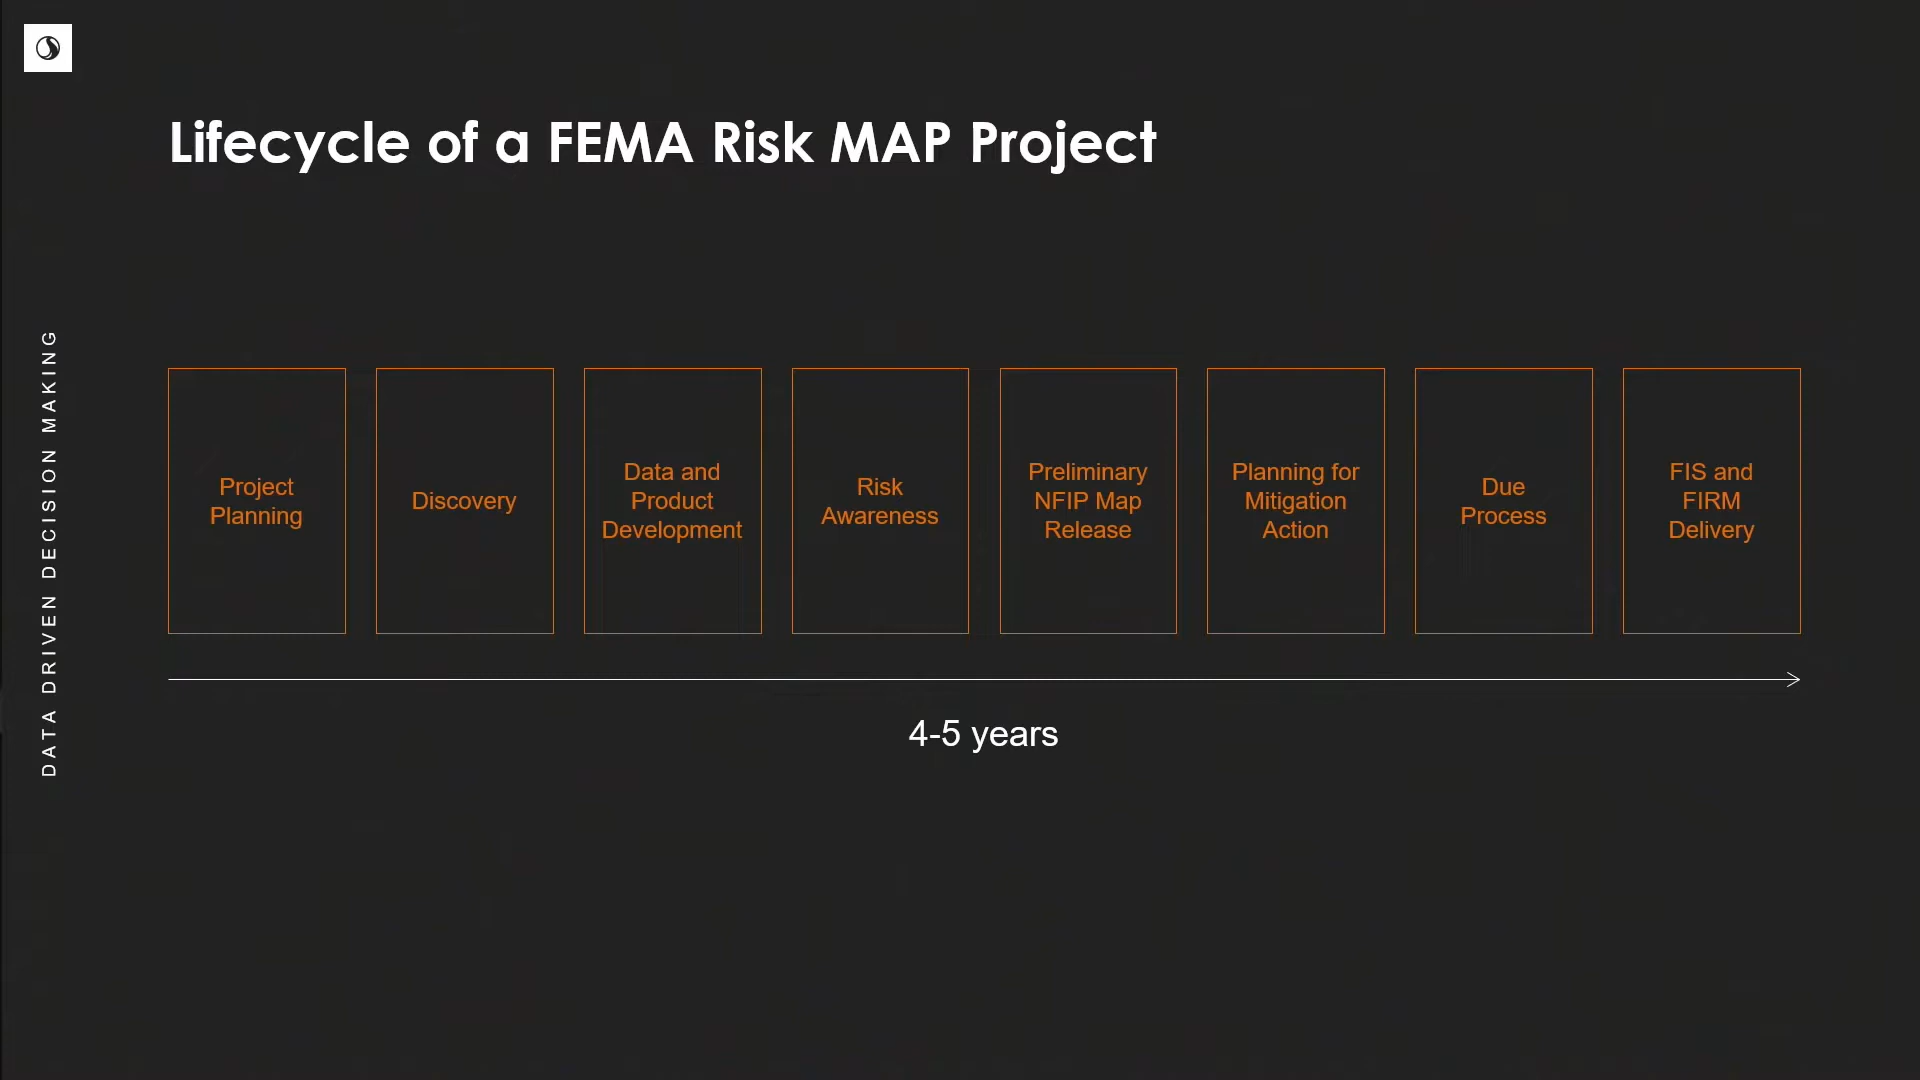 Lifecycle of a FEMA Risk MAP Project
DATA DRIVEN DECISION MAKING
Project
Planning
Discovery
Data and
Product
Development
Risk
Awareness
Preliminary
NFIP Map
Release
Planning for
Mitigation
Action
Due
Process
FIS and
FIRM
Delivery
4-5 years